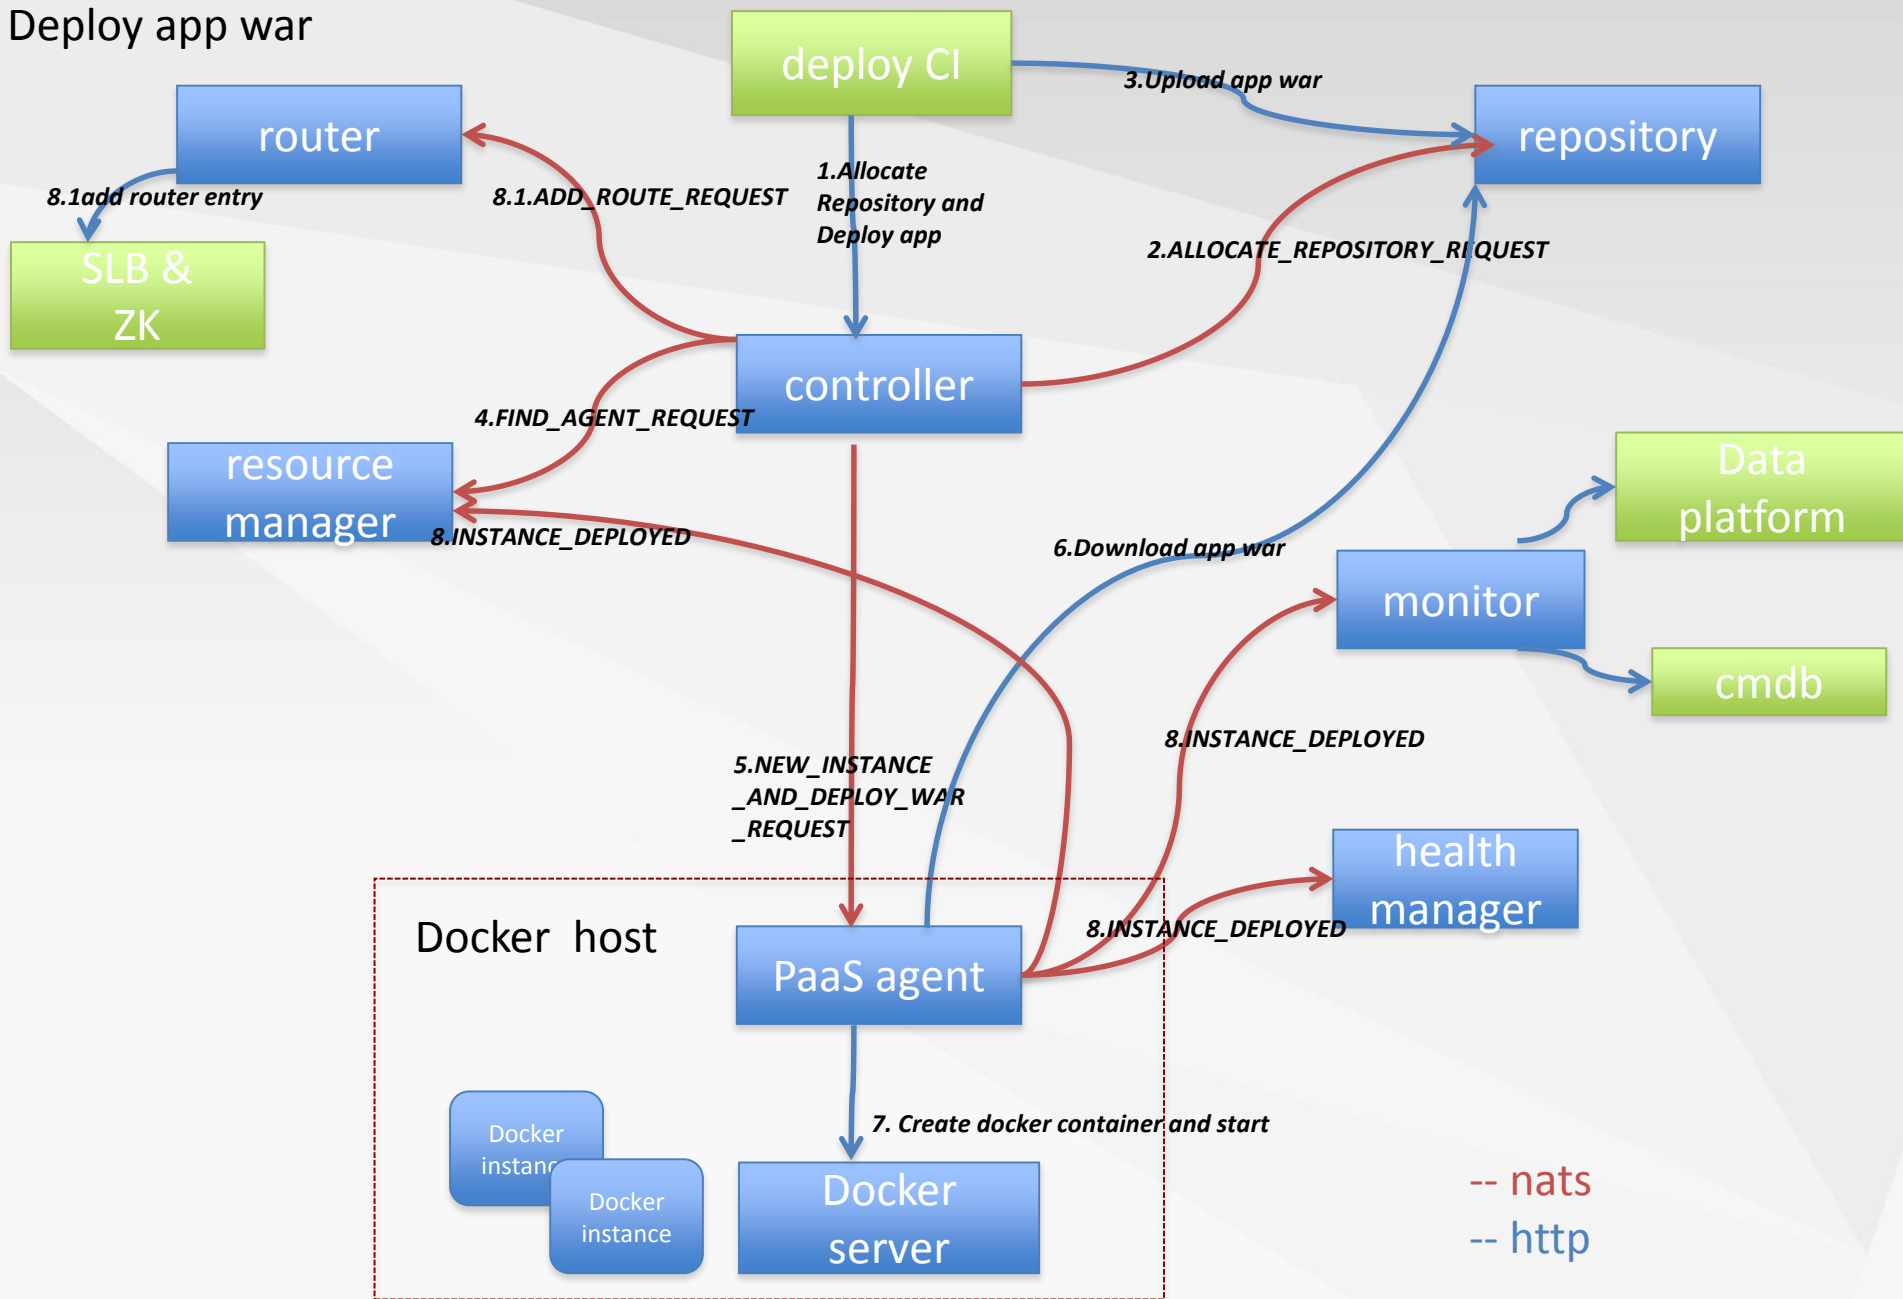 Deploy app war
deploy CI
3.Upload app war
router
repository
1.Allocate
Repository and
Deploy app
8.1add router entry
8.1.ADD_ROUTE_REQUEST
2.ALLOCATE_REPOSITORY_REQUEST
SLB &
ZK
controller
4.FIND_AGENT_REQUEST
resource
manager
8.INSTANCE_DEPLOYED
Data
platform
6.Download app war
monitor
cmdb
8.INSTANCE_DEPLOYED
5.NEW_INSTANCE
_AND_DEPLOY_WAR
_REQUEST
health
manager
8.INSTANCE_DEPLOYED
Docker  host
PaaS agent
7. Create docker container and start
Docker
instance
Docker
instance
Docker
server
-- nats
-- http